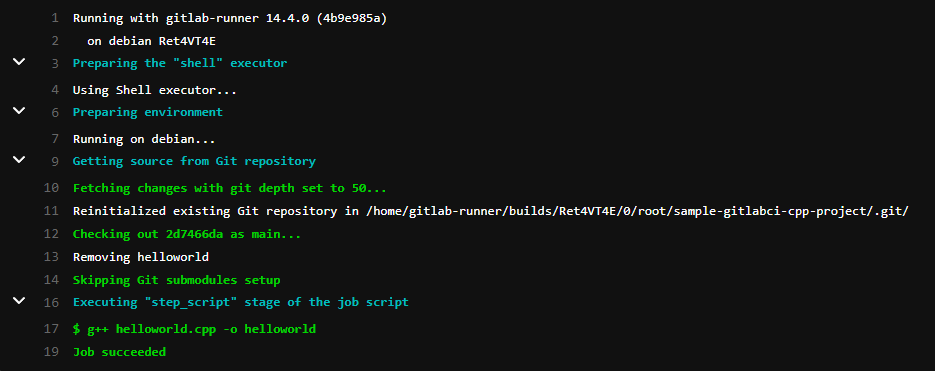 1 Running with gitlab-runner 14.4.0 (4b9e985a)
2 on debian Ret4VT4E
3 Preparing the "shell" executor
4 Using Shell executor...
6 Preparing environment
7 Running on debian...
9 Getting source from Git repository
10 Fetching changes with git depth set to 50...
11 Reinitialized existing Git repository in /home/gitlab-runner/builds/Ret4VT4E/0/root/sample-gitlabci-cpp-project/.git/
12 Checking out 2d7466da as main...
13 Removing helloworld
14 Skipping Git submodules setup
16 Executing "step_script" stage of the job script
17 $ g++ helloworld.cpp -o helloworld
19 Job succeeded